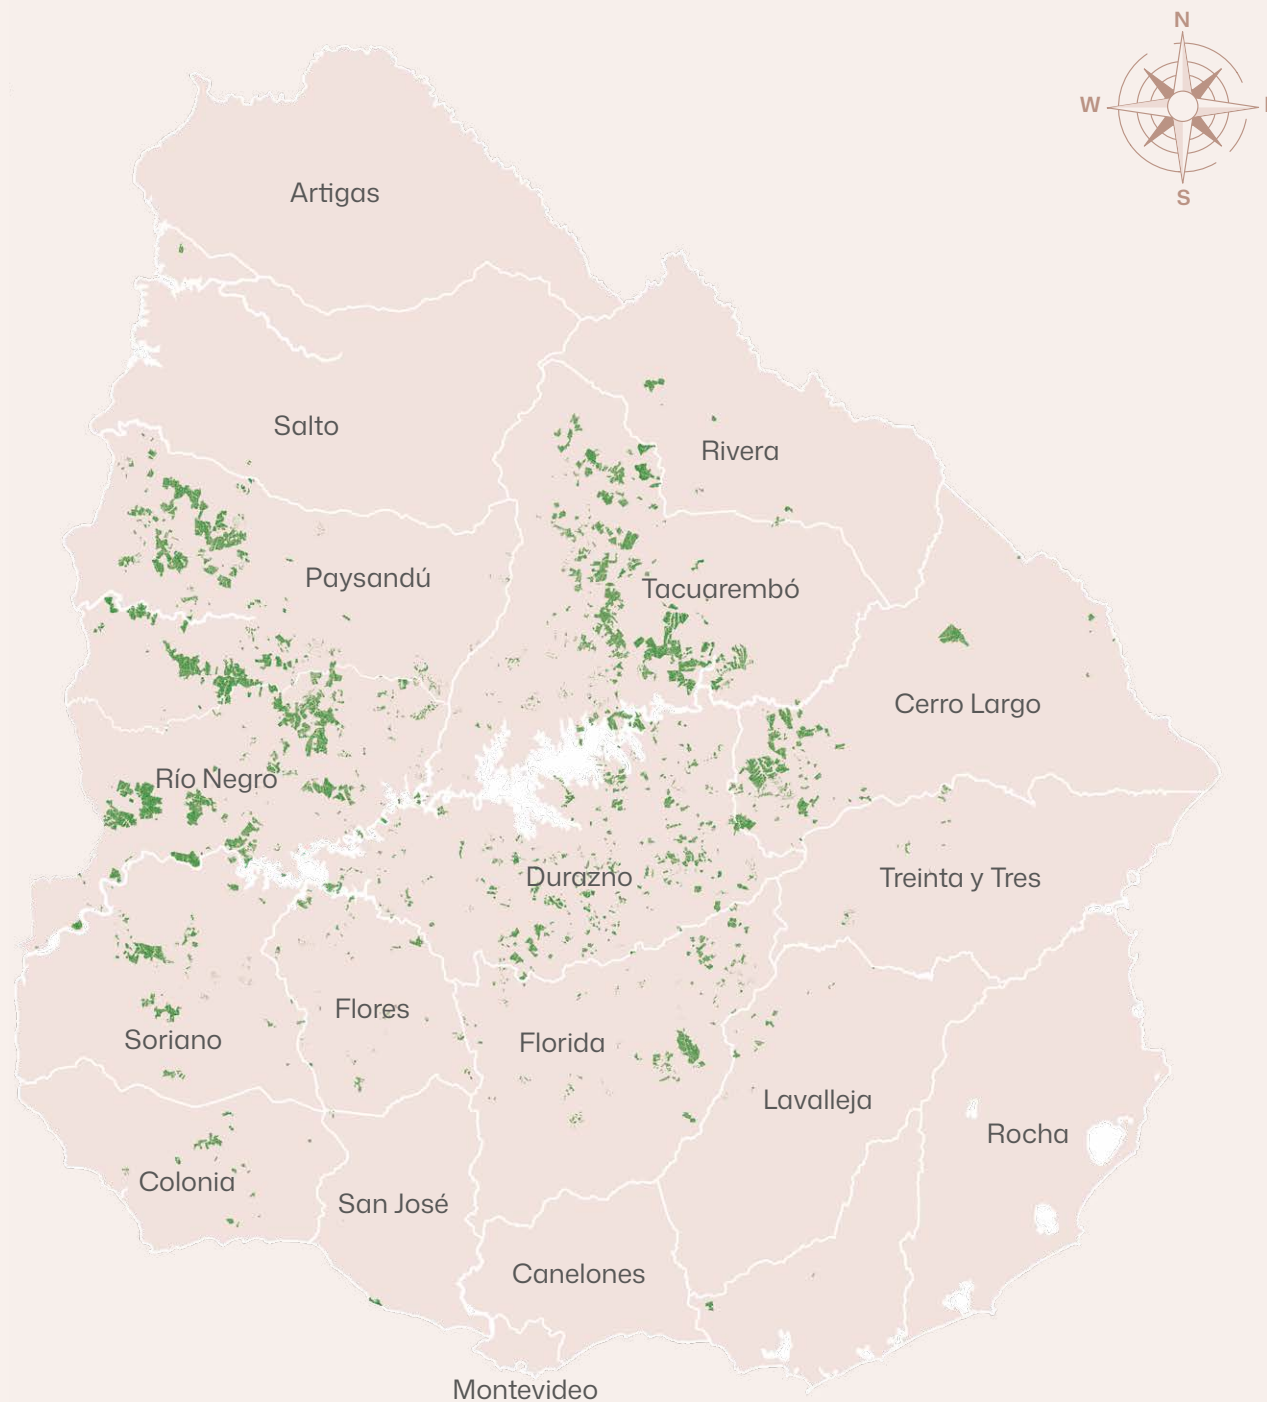 N
W
S
Artigas
Salto
Rivera
Paysandú
Tacuarembó
Cerro Largo
Río Negro
Durazno
Treinta y Tres
Flores
Soriano
Florida
Lavalleja
Rocha
Colonia
San José
Canelones
Montevideo